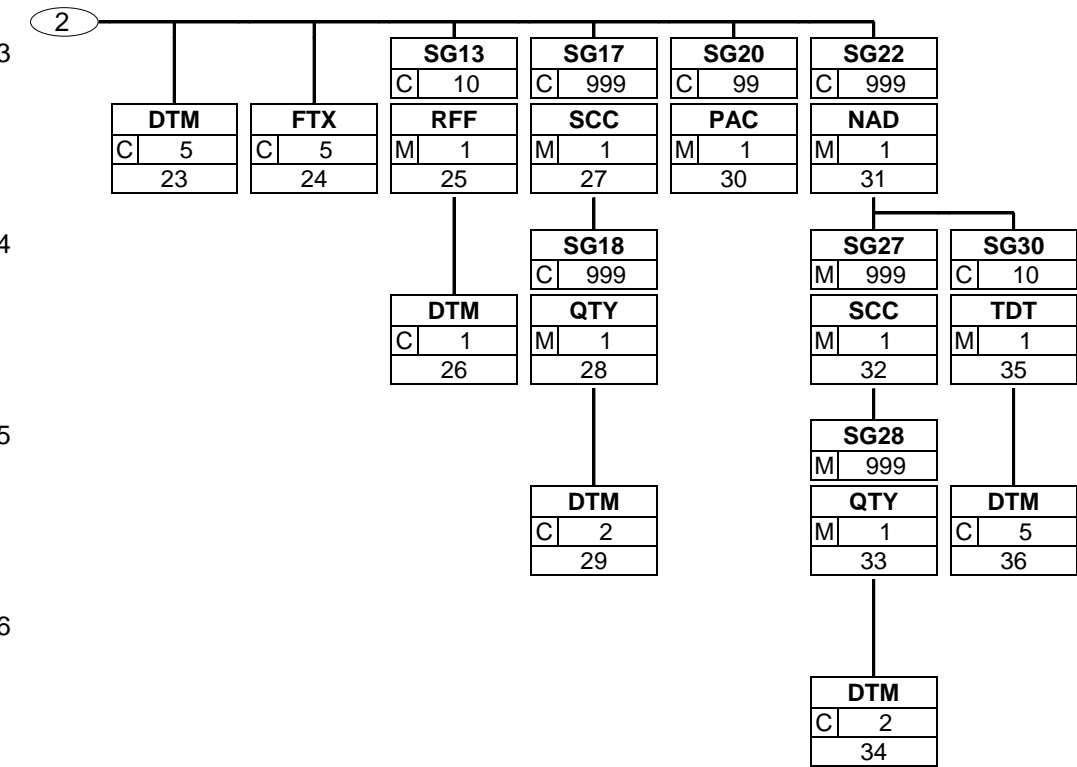 2
3
SG13 SG17 SG20 SG22
C 10 C 999 C 99 C 999
DTM FTX RFF SCC PAC NAD
C 5 C 5 M 1 M 1 M 1 M 1
23 24 25 27 30 31
4
SG18 SG27 SG30
C 999 M 999 C 10
DTM QTY SCC TDT
C 1 M 1 M 1 M 1
26 28 32 35
5
SG28
M 999
DTM QTY DTM
C 2 M 1 C 5
29 33 36
6
DTM
C 2
34